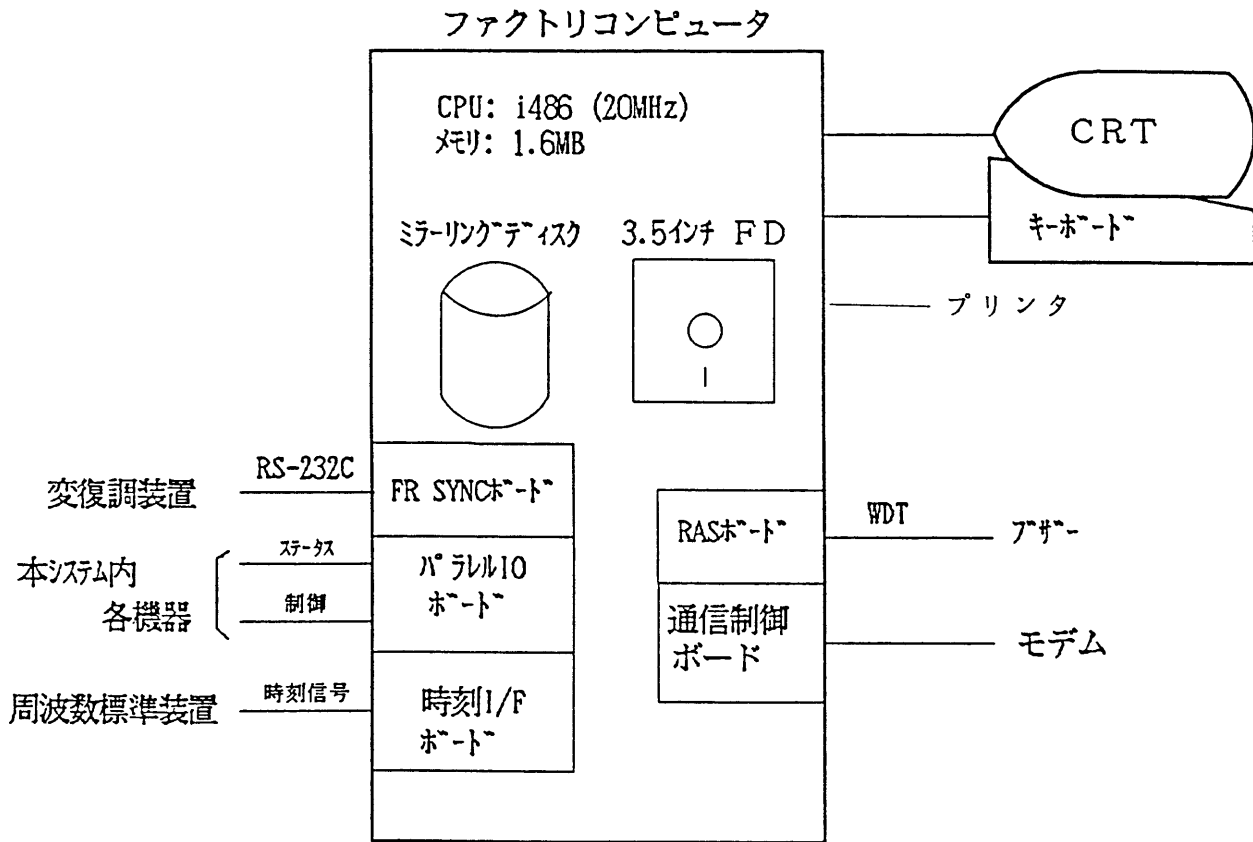 ファクトリコンピュータ
CPU: i486 (20MHz)
メモリ: 1.6MB
CRT
キーボード
ミラーリングディスク
3.5インチ FD
プリンタ
変復調装置
RS-232C
FR SYNCボード
本システム内
各機器
ステータス
制御
パラレルIO
ボード
周波数標準装置
時刻信号
時刻I/F
ボード
RASボード
WDT
ブザー
通信制御
ボード
モデム